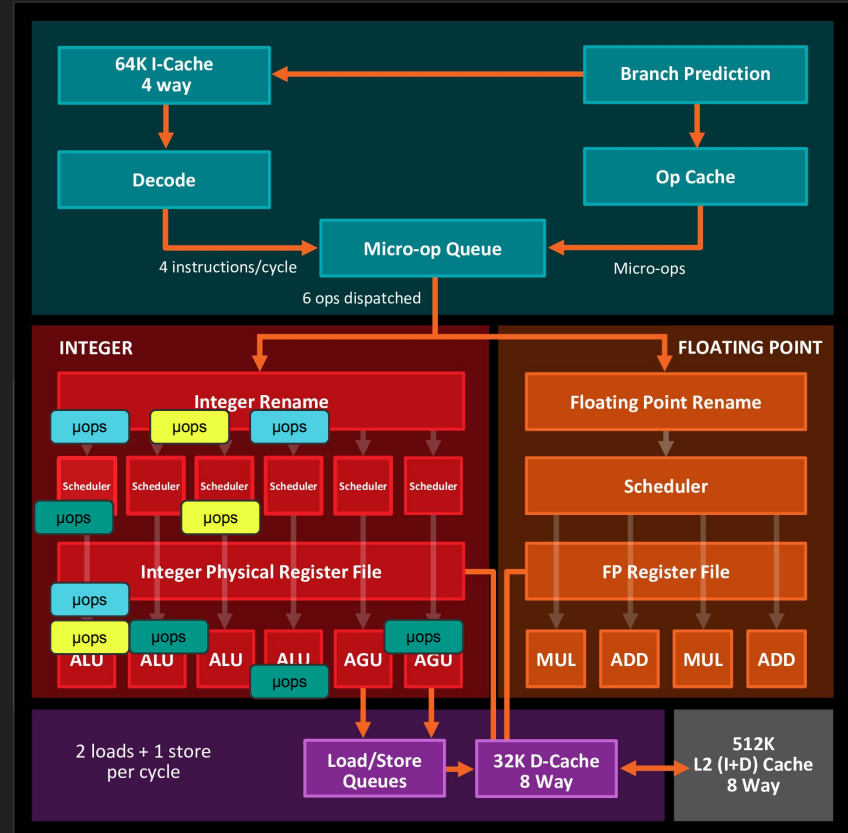 64K I-Cache
4 way
Branch Prediction
Decode
Op Cache
Micro-op Queue
4 instructions/cycle
Micro-ops
6 ops dispatched
INTEGER
FLOATING POINT
Integer Rename
Floating Point Rename
µops
µops
µops
Scheduler
Scheduler
Scheduler
Scheduler
Scheduler
Scheduler
Scheduler
µops
µops
Integer Physical Register File
FP Register File
µops
µops
µops
µops
ALU
ALU
ALU
ALU
AGU
AGU
MUL
ADD
MUL
ADD
µops
2 loads + 1 store
per cycle
Load/Store
Queues
32K D-Cache
8 Way
512K
L2 (I+D) Cache
8 Way